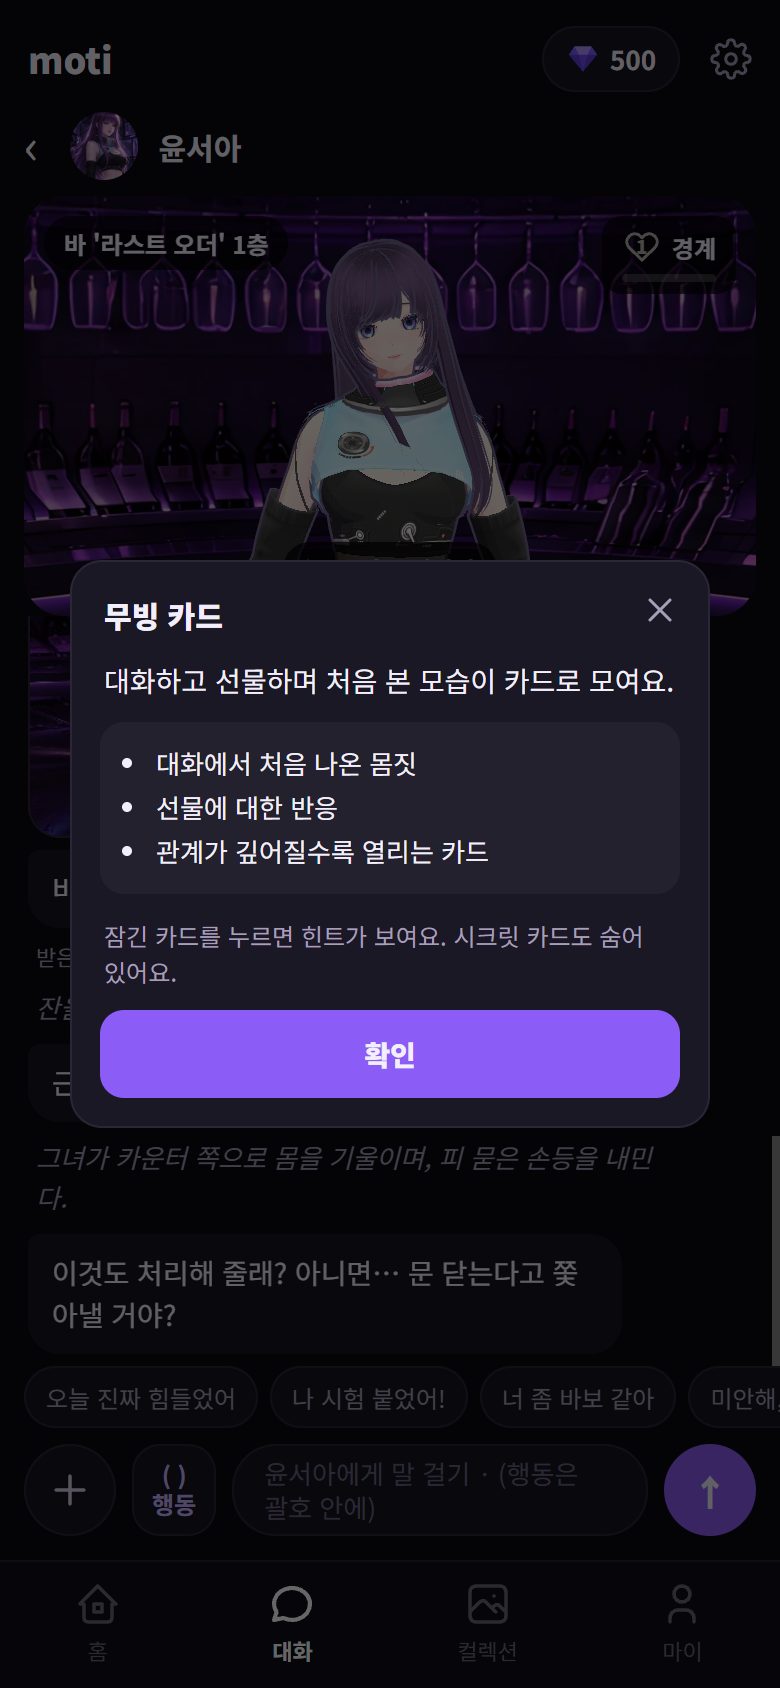 moti
500
윤서아
바 '라스트 오더' 1층
1 경계
무빙 카드
대화하고 선물하며 처음 본 모습이 카드로 모여요.
대화에서 처음 나온 몸짓
선물에 대한 반응
관계가 깊어질수록 열리는 카드
잠긴 카드를 누르면 힌트가 보여요. 시크릿 카드도 숨어
있어요.
확인
받은
잔을
그녀가 카운터 쪽으로 몸을 기울이며, 피 묻은 손등을 내민
다.
이것도 처리해 줄래? 아니면… 문 닫는다고 쫓
아낼 거야?
오늘 진짜 힘들었어
나 시험 붙었어!
너 좀 바보 같아
미안해,
( )
행동
윤서아에게 말 걸기 · (행동은
괄호 안에)
홈
대화
컬렉션
마이